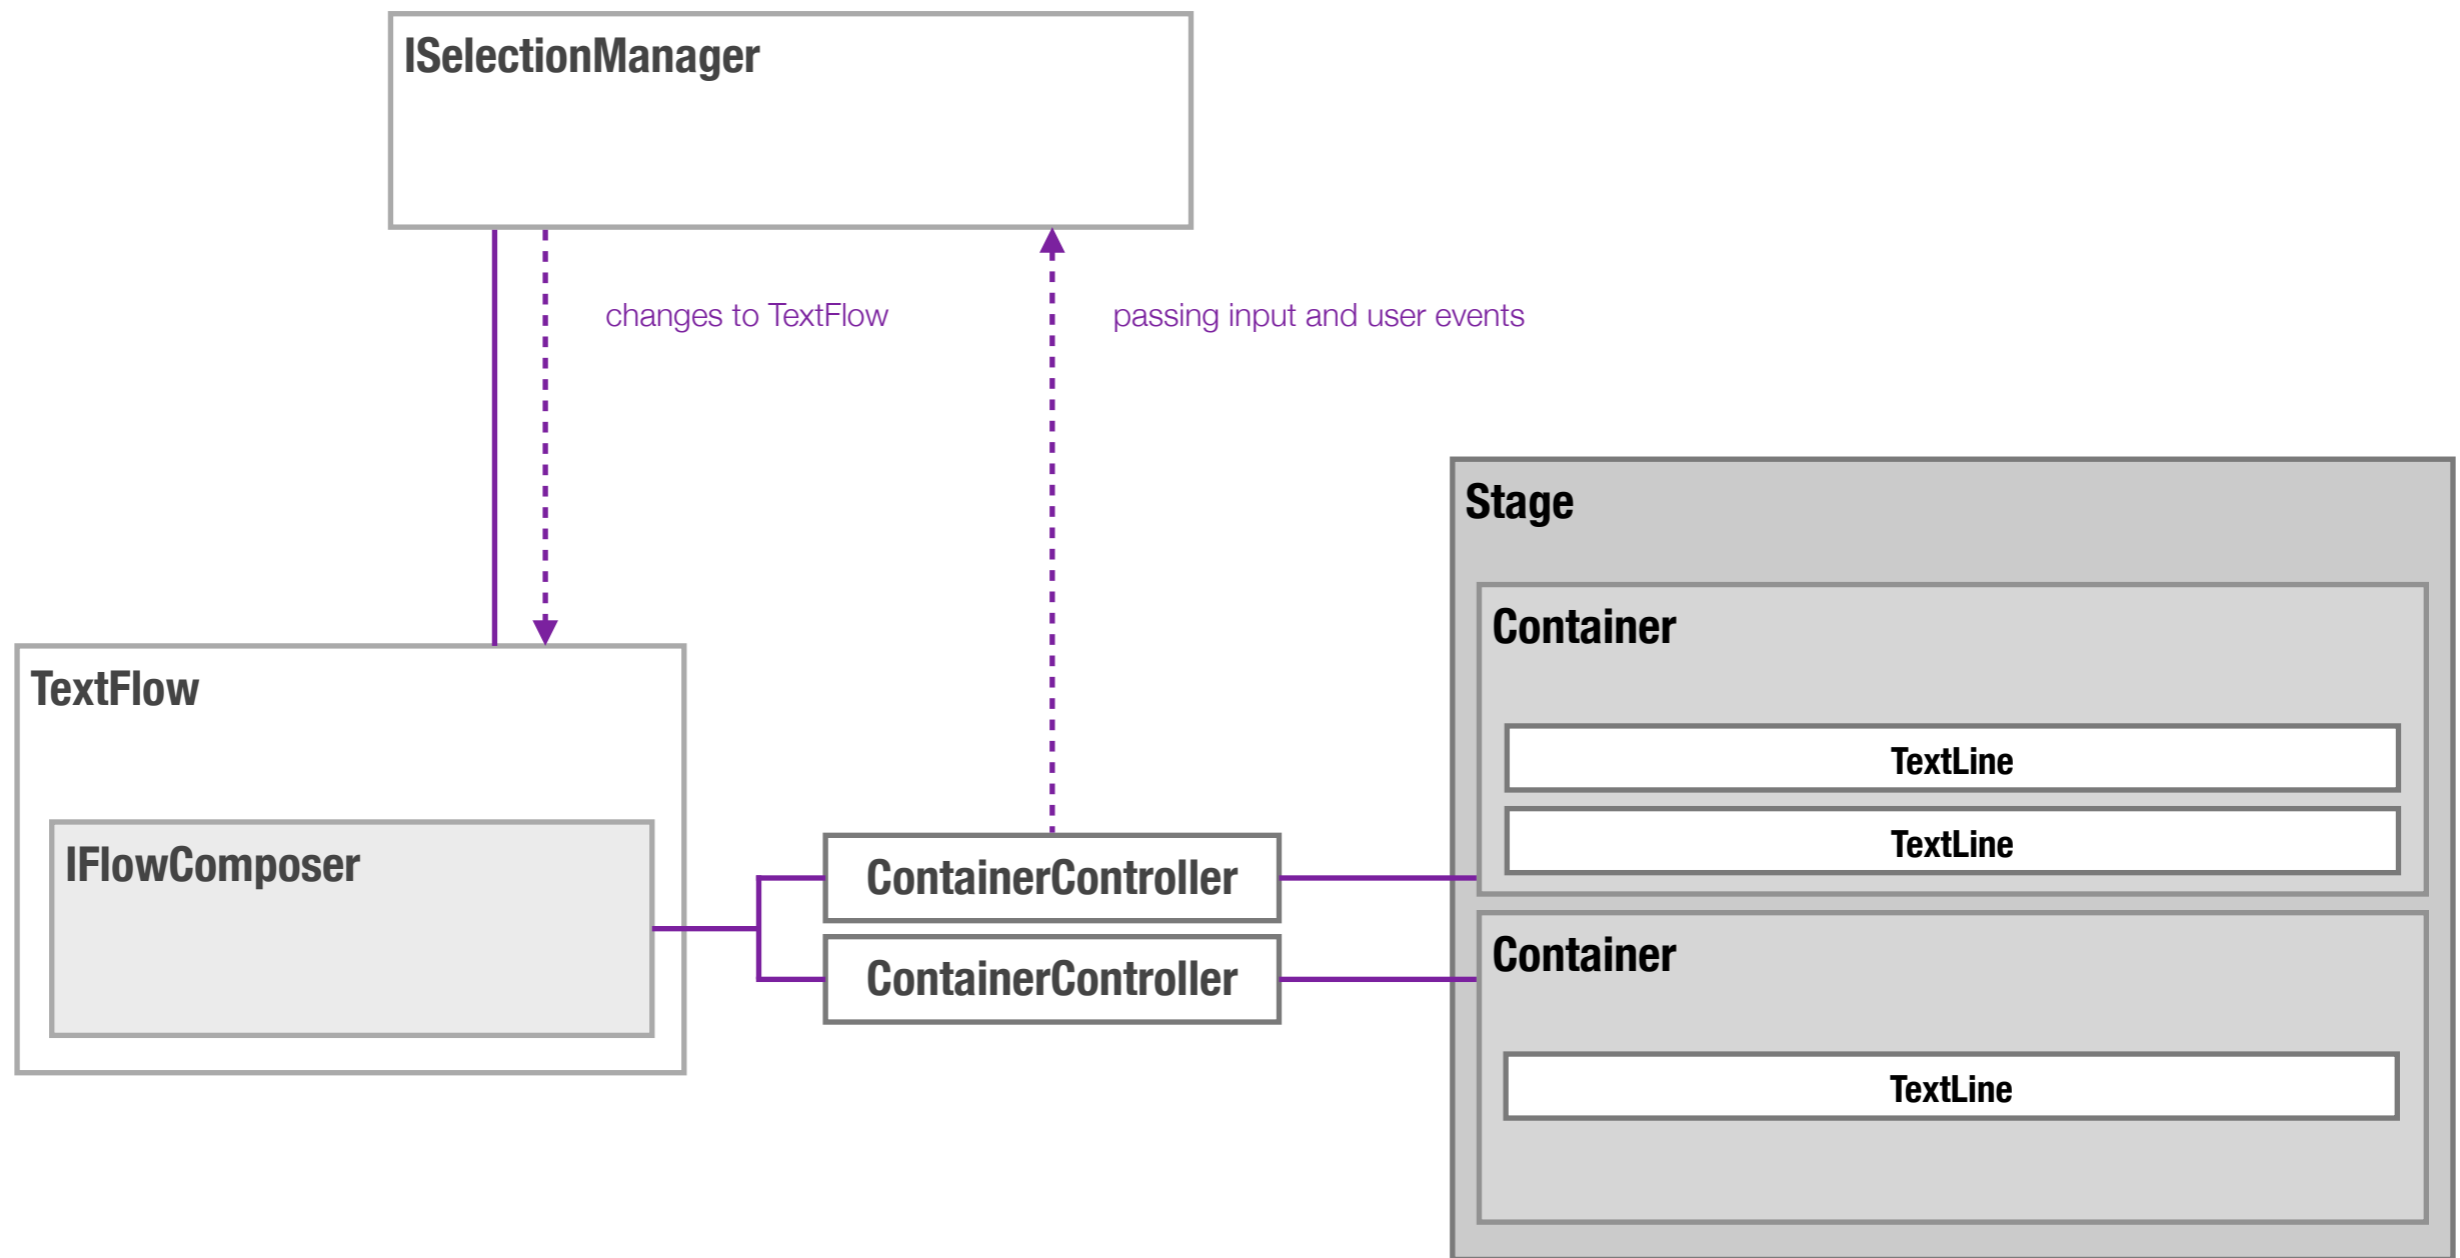 ISelectionManager
changes to TextFlow
passing input and user events
Stage
Container
TextFlow
TextLine
TextLine
IFlowComposer
ContainerController
ContainerController
Container
TextLine